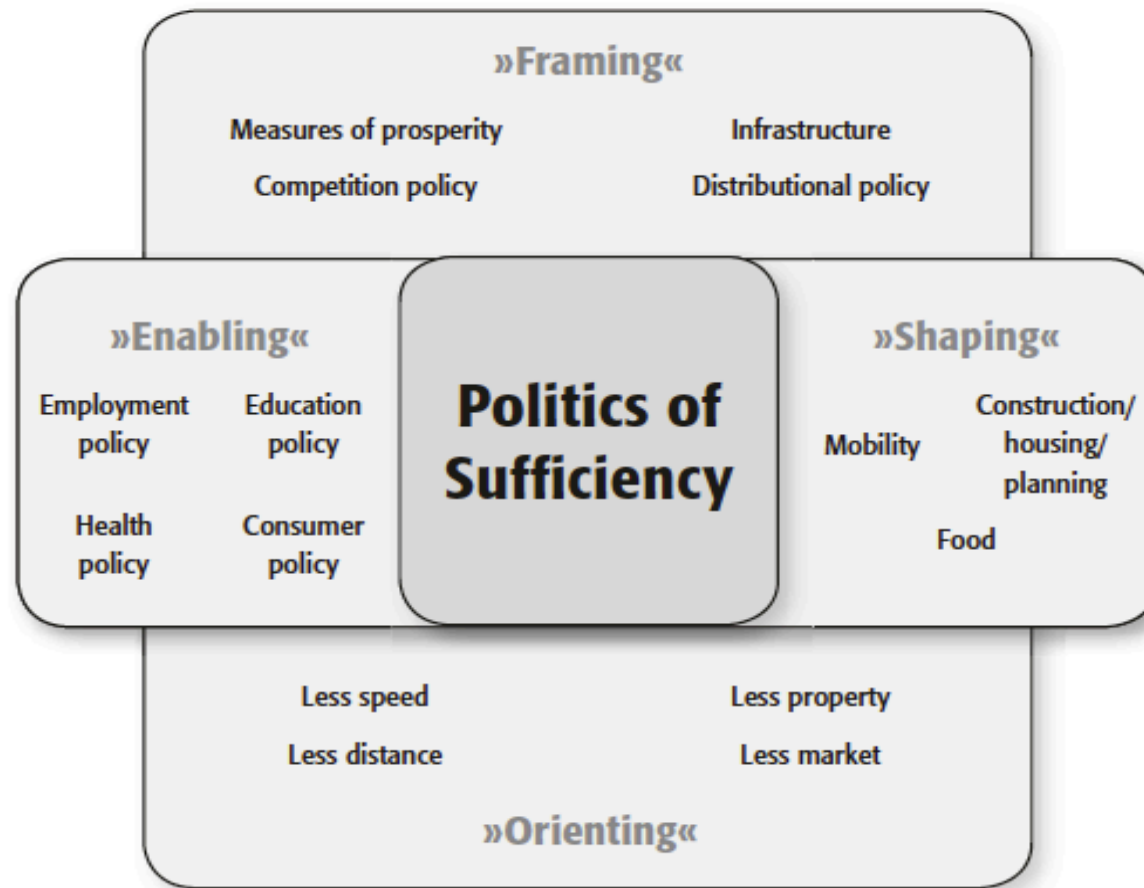 »Framing«
Measures of prosperity
Infrastructure
Competition policy
Distributional policy
»Enabling«
Employment
policy
Education
policy
Health
policy
Consumer
policy
Politics of
Sufficiency
»Shaping«
Mobility
Construction/
housing/
planning
Food
Less speed
Less property
Less distance
Less market
»Orienting«